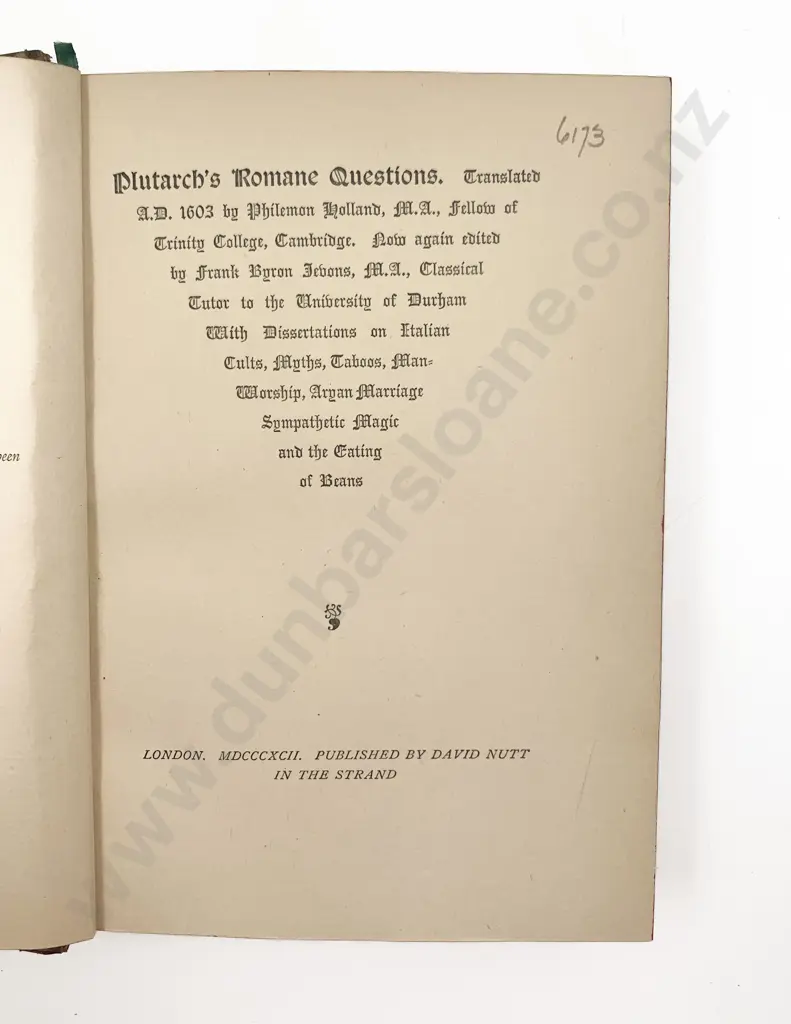 6173
Plutarch's Romane Questions. Translated
A.D. 1603 by Philemon Holland, M.A., Fellow of
Trinity College, Cambridge. Now again edited
by Frank Byron Jevons, M.A., Classical
Tutor to the University of Durham
With Dissertations on Italian
Cults, Myths, Taboos, Man-
Worship, Aryan Marriage
Sympathetic Magic
and the Eating
of Beans
een
LONDON. MDCCCXCII. PUBLISHED BY DAVID NUTT
IN THE STRAND
www.dunbarsloane.co.nz